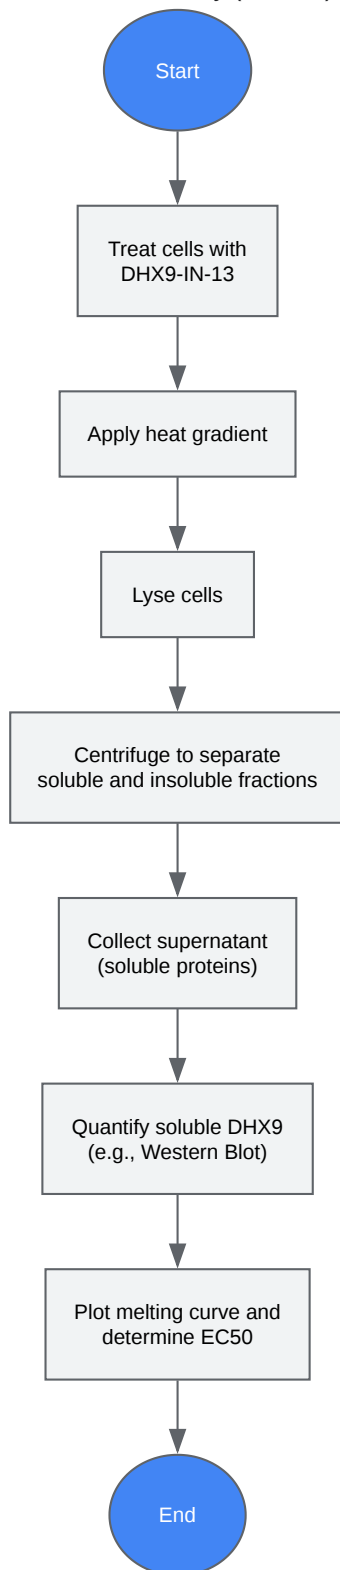 Start
Treat cells with
DHX9-IN-13
Apply heat gradient
Lyse cells
Centrifuge to separate
soluble and insoluble fractions
Collect supernatant
(soluble proteins)
Quantify soluble DHX9
(e.g., Western Blot)
Plot melting curve and
determine EC50
End